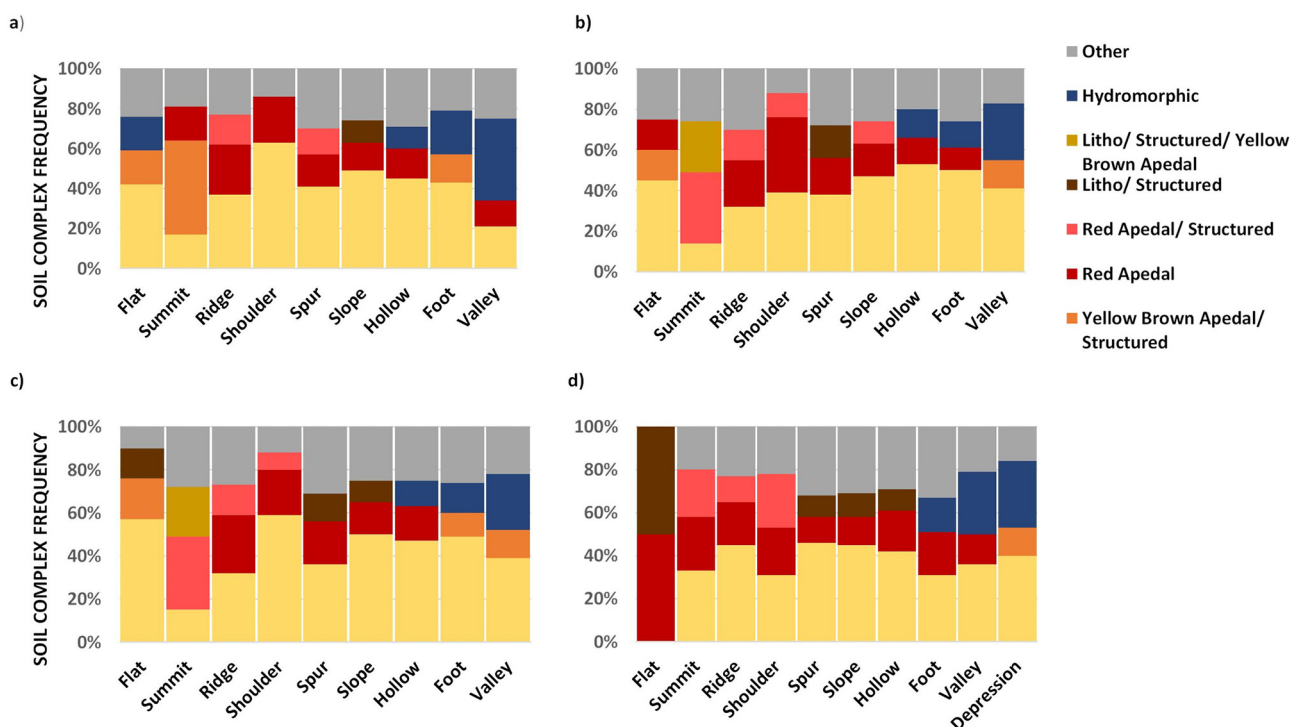 a)
b)
SOIL COMPLEX FREQUENCY
100%
80%
60%
40%
20%
0%
Flat
Summit
Ridge
Shoulder
Spur
Slope
Hollow
Foot
Valley
100%
80%
60%
40%
20%
0%
Flat
Summit
Ridge
Shoulder
Spur
Slope
Hollow
Foot
Valley
Other
Hydromorphic
Litho/ Structured/ Yellow
Brown Apedal
Litho/ Structured
Red Apedal/ Structured
Red Apedal
Yellow Brown Apedal/
Structured
c)
d)
SOIL COMPLEX FREQUENCY
100%
80%
60%
40%
20%
0%
Flat
Summit
Ridge
Shoulder
Spur
Slope
Hollow
Foot
Valley
100%
80%
60%
40%
20%
0%
Flat
Summit
Ridge
Shoulder
Spur
Slope
Hollow
Foot
Valley
Depression